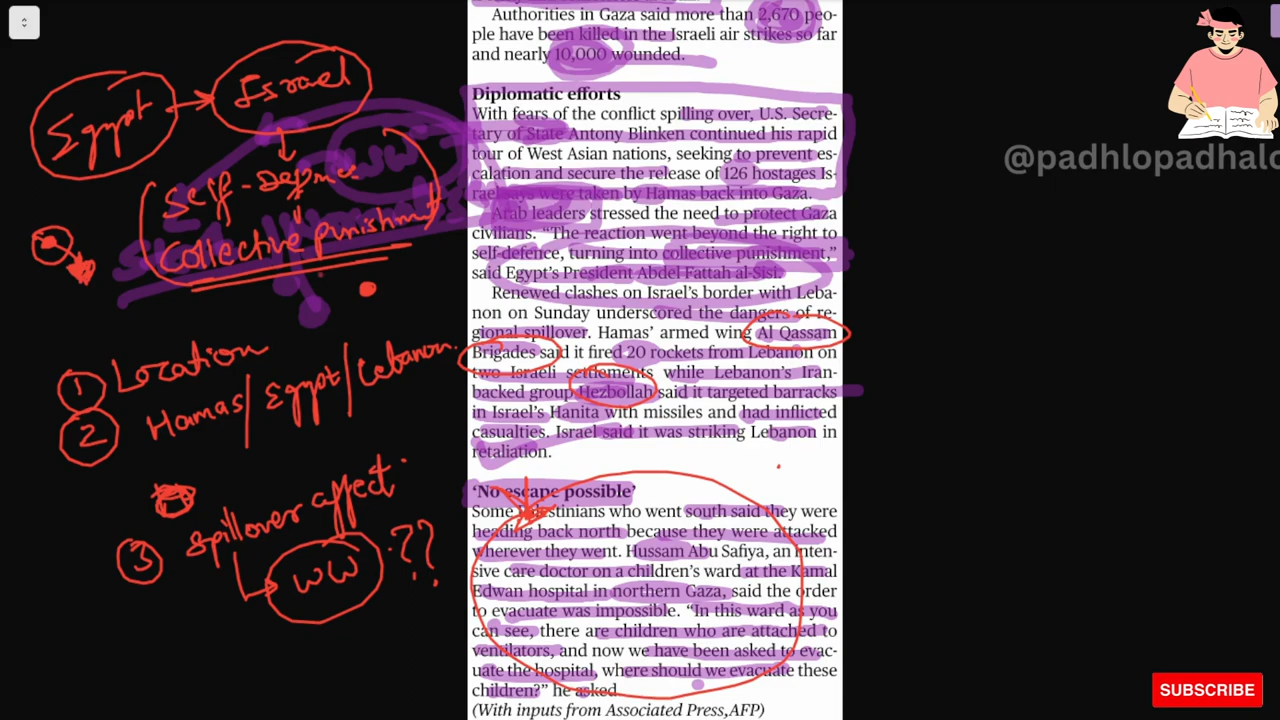 Authorities in Gaza said more than 2,670 peo-
ple have been killed in the Israeli air strikes so far
and nearly 10,000 wounded.
Diplomatic efforts
With fears of the conflict spilling over, U.S. Secre-
tary of State Antony Blinken continued his rapid
tour of West Asian nations, seeking to prevent es-
calation and secure the release of 126 hostages Is-
rael says were taken by Hamas back into Gaza.
Arab leaders stressed the need to protect Gaza
civilians. “The reaction went beyond the right to
self-defence, turning into collective punishment,”
said Egypt’s President Abdel Fattah al-Sisi.
Renewed clashes on Israel’s border with Leba-
non on Sunday underscored the dangers of re-
gional spillover. Hamas’ armed wing Al Qassam
Brigades said it fired 20 rockets from Lebanon on
two Israeli settlements while Lebanon’s Iran-
backed group Hezbollah said it targeted barracks
in Israel’s Hanita with missiles and had inflicted
casualties. Israel said it was striking Lebanon in
retaliation.
‘No escape possible’
Some Palestinians who went south said they were
heading back north because they were attacked
wherever they went. Hussam Abu Safiya, an inten-
sive care doctor on a children’s ward at the Kamal
Edwan hospital in northern Gaza, said the order
to evacuate was impossible. “In this ward as you
can see, there are children who are attached to
ventilators, and now we have been asked to evac-
uate the hospital, where should we evacuate these
children?” he asked.
(With inputs from Associated Press,AFP)
Egypt → Israel
Self-Defence
Collective punishment
1 Location
2 Hamas/ Egypt/ Lebanon.
3 Spillover affect.
WW ??
@padhlopadhalo
SUBSCRIBE